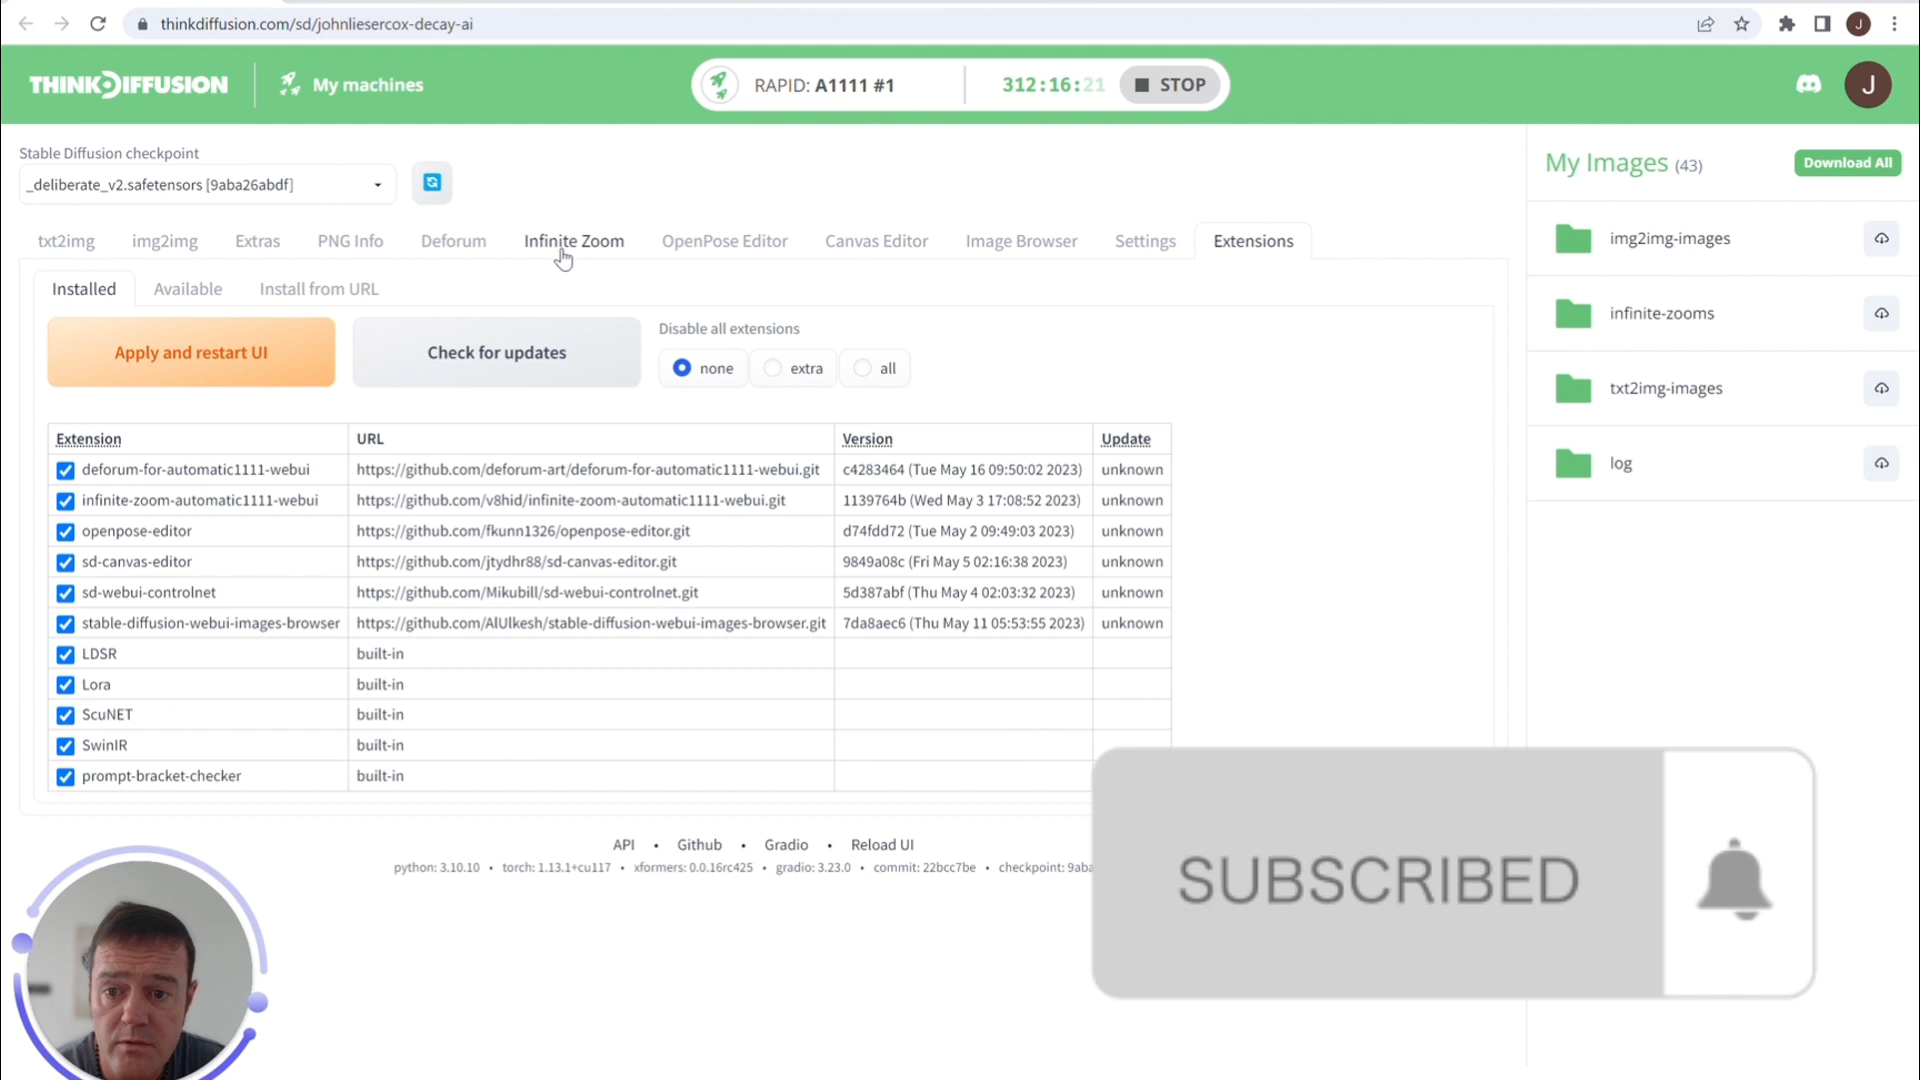 thinkdiffusion.com/sd/johnliesercox-decay-ai
J
THINKDIFFUSION
My machines
RAPID: A1111 #1
312:16:21
STOP
J
Stable Diffusion checkpoint
_deliberate_v2.safetensors [9aba26abdf]
txt2img img2img Extras PNG Info Deforum Infinite Zoom OpenPose Editor Canvas Editor Image Browser Settings Extensions
Installed Available Install from URL
Apply and restart UI
Check for updates
Disable all extensions
none extra all
Extension URL Version Update
deforum-for-automatic1111-webui https://github.com/deforum-art/deforum-for-automatic1111-webui.git c4283464 (Tue May 16 09:50:02 2023) unknown
infinite-zoom-automatic1111-webui https://github.com/v8hid/infinite-zoom-automatic1111-webui.git 1139764b (Wed May 3 17:08:52 2023) unknown
openpose-editor https://github.com/fkunn1326/openpose-editor.git d74fdd72 (Tue May 2 09:49:03 2023) unknown
sd-canvas-editor https://github.com/jtydhr88/sd-canvas-editor.git 9849a08c (Fri May 5 02:16:38 2023) unknown
sd-webui-controlnet https://github.com/Mikubill/sd-webui-controlnet.git 5d387abf (Thu May 4 02:03:32 2023) unknown
stable-diffusion-webui-images-browser https://github.com/AlUlkesh/stable-diffusion-webui-images-browser.git 7da8aec6 (Thu May 11 05:53:55 2023) unknown
LDSR built-in
Lora built-in
ScuNET built-in
SwinIR built-in
prompt-bracket-checker built-in
API • Github • Gradio • Reload UI
python: 3.10.10 • torch: 1.13.1+cu117 • xformers: 0.0.16rc425 • gradio: 3.23.0 • commit: 22bcc7be • checkpoint: 9aba
My Images (43)
Download All
img2img-images
infinite-zooms
txt2img-images
log
SUBSCRIBED